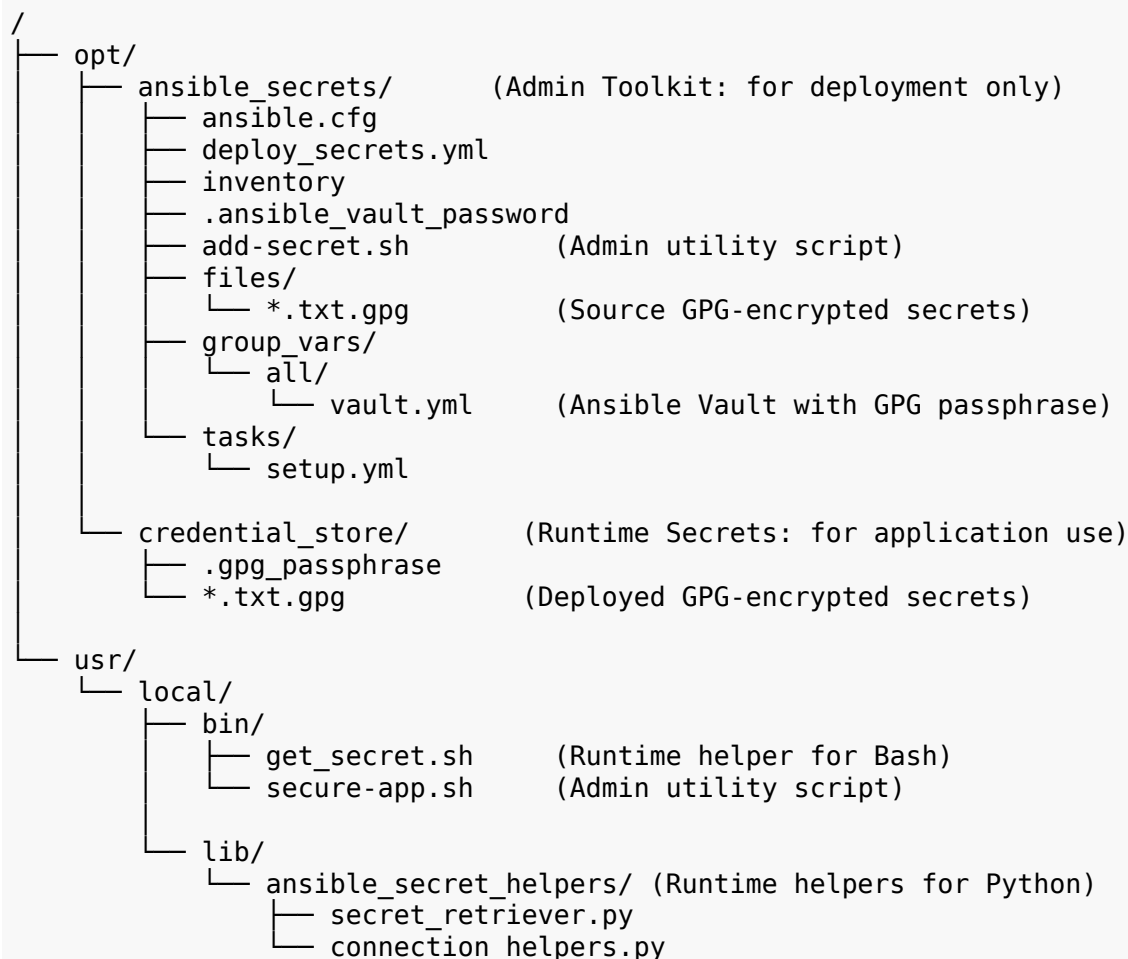 /
├── opt/
│   ├── ansible_secrets/      (Admin Toolkit: for deployment only)
│   │   ├── ansible.cfg
│   │   ├── deploy_secrets.yml
│   │   ├── inventory
│   │   ├── .ansible_vault_password
│   │   ├── add-secret.sh         (Admin utility script)
│   │   ├── files/
│   │   │   └── *.txt.gpg         (Source GPG-encrypted secrets)
│   │   ├── group_vars/
│   │   │   └── all/
│   │   │       └── vault.yml     (Ansible Vault with GPG passphrase)
│   │   └── tasks/
│   │       └── setup.yml
│   │
│   └── credential_store/       (Runtime Secrets: for application use)
│       ├── .gpg_passphrase
│       └── *.txt.gpg           (Deployed GPG-encrypted secrets)
│
└── usr/
    └── local/
        ├── bin/
        │   ├── get_secret.sh     (Runtime helper for Bash)
        │   └── secure-app.sh     (Admin utility script)
        │
        └── lib/
            └── ansible_secret_helpers/ (Runtime helpers for Python)
                ├── secret_retriever.py
                └── connection_helpers.py